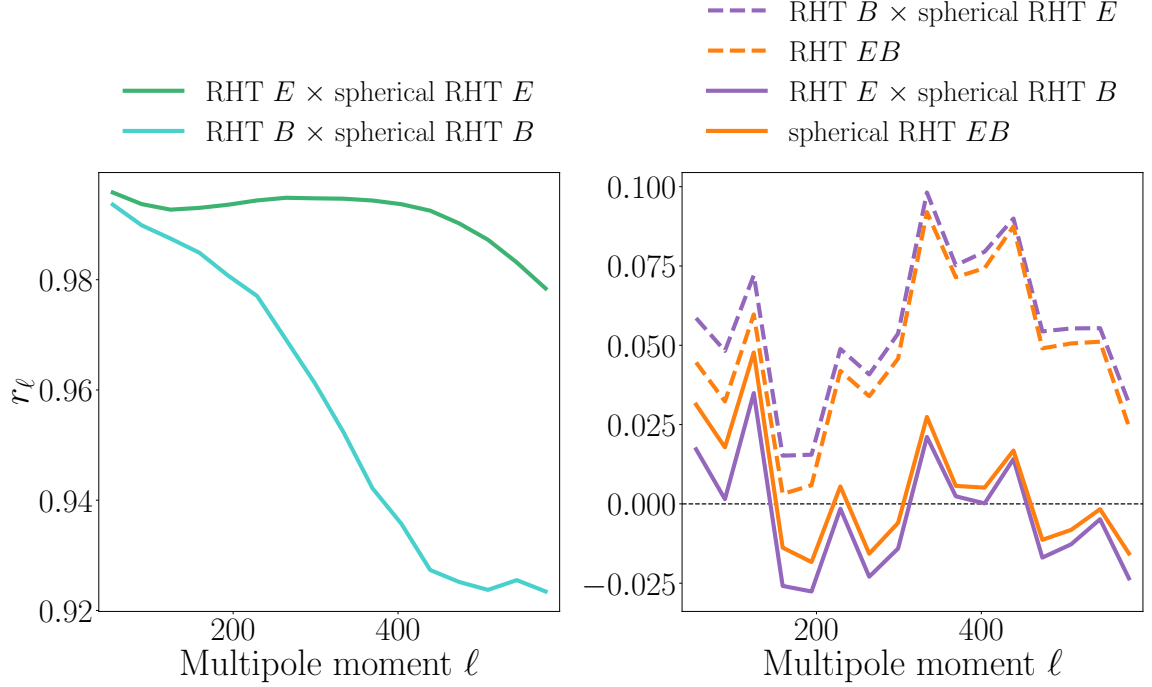 RHT E × spherical RHT E
RHT B × spherical RHT B
0.98
0.96
0.94
0.92
rℓ
200
400
Multipole moment ℓ
RHT B × spherical RHT E
RHT EB
RHT E × spherical RHT B
spherical RHT EB
0.100
0.075
0.050
0.025
0.000
−0.025
200
400
Multipole moment ℓ